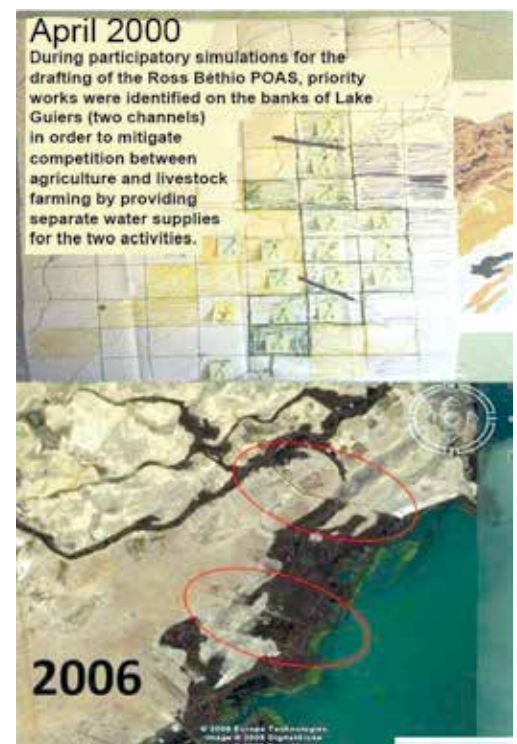 April 2000
During participatory simulations for the
drafting of the Ross Béthio POAS, priority
works were identified on the banks of Lake
Guiers (two channels)
in order to mitigate
competition between
agriculture and livestock
farming by providing
separate water supplies
for the two activities.
2006
© 2008 Europa Technologies
Image © 2008 DigitalGlobe